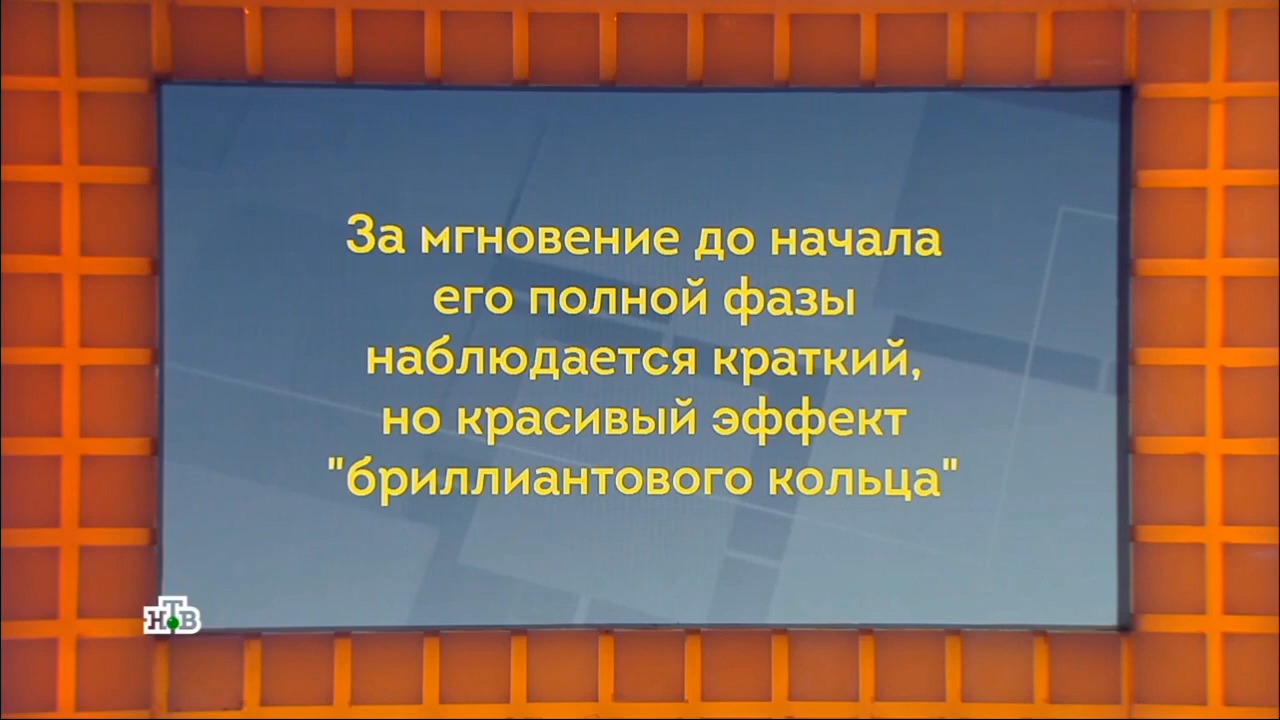 За мгновение до начала
его полной фазы
наблюдается краткий,
но красивый эффект
"бриллиантового кольца"
НТВ